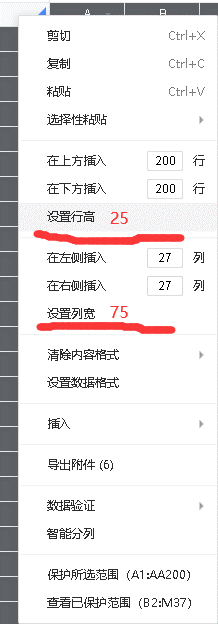 A B
剪切 Ctrl+X
复制 Ctrl+C
粘贴 Ctrl+V
选择性粘贴
在上方插入 200 行
在下方插入 200 行
设置行高 25
在左侧插入 27 列
在右侧插入 27 列
设置列宽 75
清除内容格式
设置数据格式
插入
导出附件 (6)
数据验证
智能分列
保护所选范围 (A1:AA200)
查看已保护范围 (B2:M37)